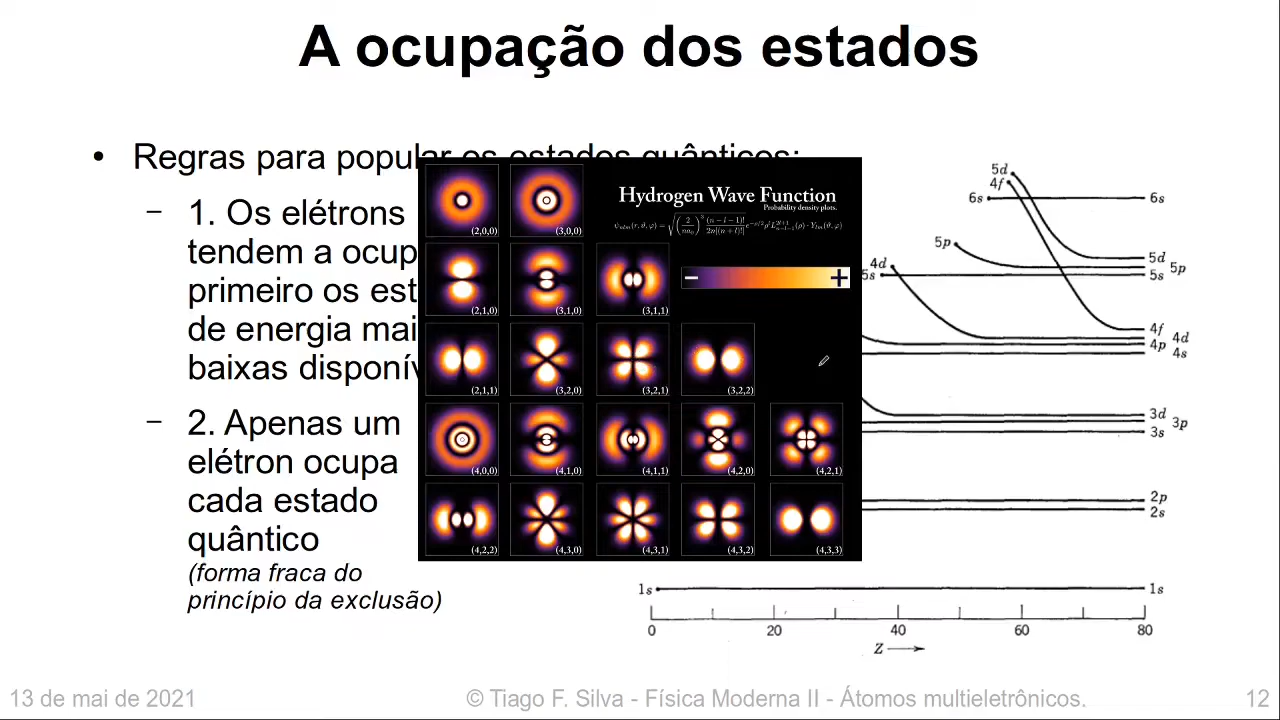 A ocupação dos estados
• Regras para popular os estados quânticos:
– 1. Os elétrons
tendem a ocup
primeiro os est
de energia mai
baixas disponív
– 2. Apenas um
elétron ocupa
cada estado
quântico
(forma fraca do
princípio da exclusão)
Hydrogen Wave Function
Probability density plots.
− +
(2,0,0) (3,0,0)
(2,1,0) (3,1,0) (3,1,1)
(2,1,1) (3,2,0) (3,2,1) (3,2,2)
(4,0,0) (4,1,0) (4,1,1) (4,2,0) (4,2,1)
(4,2,2) (4,3,0) (4,3,1) (4,3,2) (4,3,3)
5d
4f
6s 6s
5p
4d
5s
5d
5p
5s
4f
4d
4p
4s
3d
3p
3s
2p
2s
1s 1s
0 20 40 60 80
Z
13 de mai de 2021 © Tiago F. Silva - Física Moderna II - Átomos multieletrônicos. 12